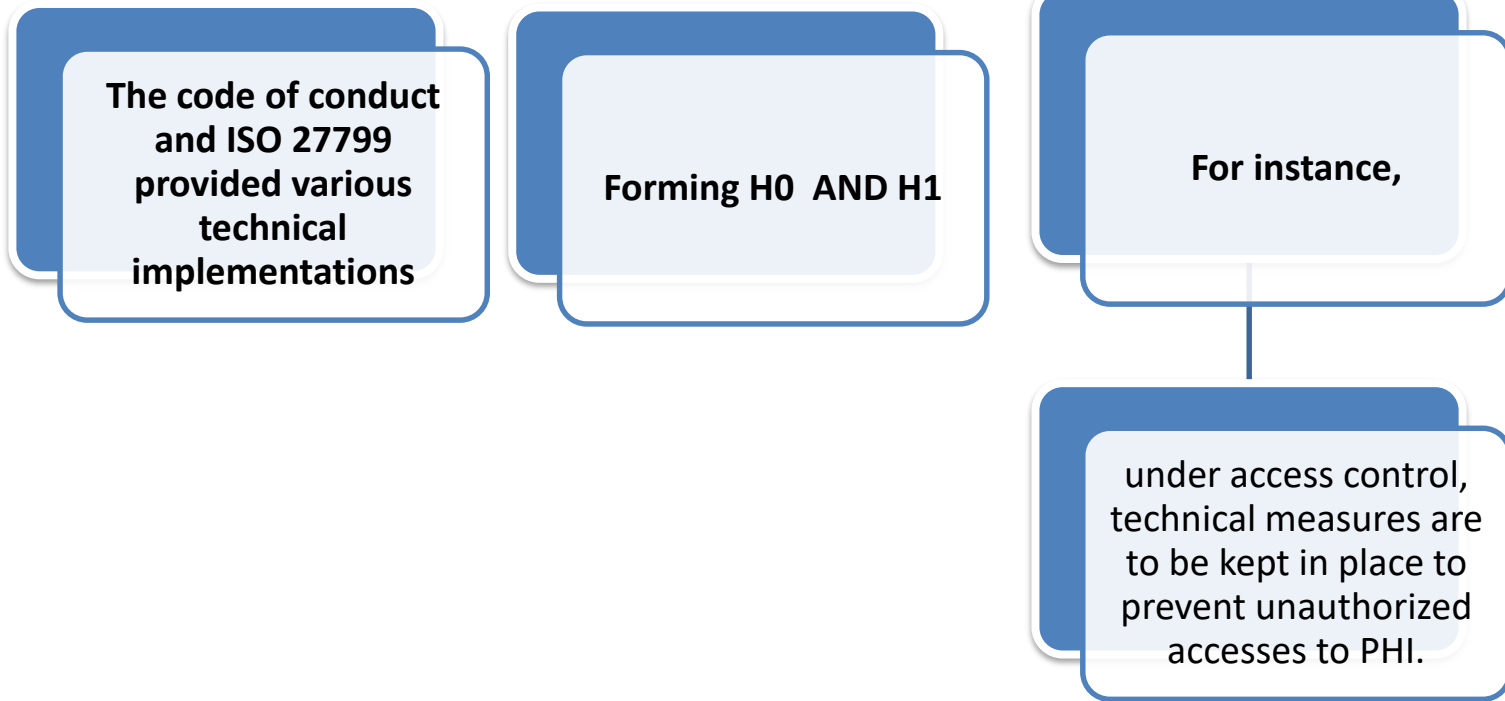 The code of conduct
and ISO 27799
provided various
technical
implementations
Forming H0  AND H1
For instance,
under access control,
technical measures are
to be kept in place to
prevent unauthorized
accesses to PHI.